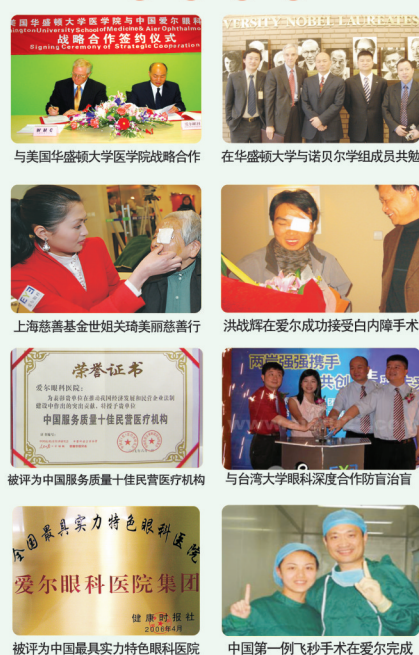 美国华盛顿大学医学院与中国爱尔眼科
ingtonUniversity School of Medicine& Aier Ophthalmo
战略合作签约仪式
Signing Ceremony of Strategic Cooperation
与美国华盛顿大学医学院战略合作
VERSITY NOBEL LAUREATE
在华盛顿大学与诺贝尔学组成员共勉
上海慈善基金世姐关琦美丽慈善行
洪战辉在爱尔成功接受白内障手术
荣誉证书
爱尔眼科医院：
中国服务质量十佳民营医疗机构
被评为中国服务质量十佳民营医疗机构
两岸强强携手
共创
与台湾大学眼科深度合作防盲治盲
全国最具实力特色眼科医院
爱尔眼科医院集团
健康时报社
2006年4月
被评为中国最具实力特色眼科医院
中国第一例飞秒手术在爱尔完成